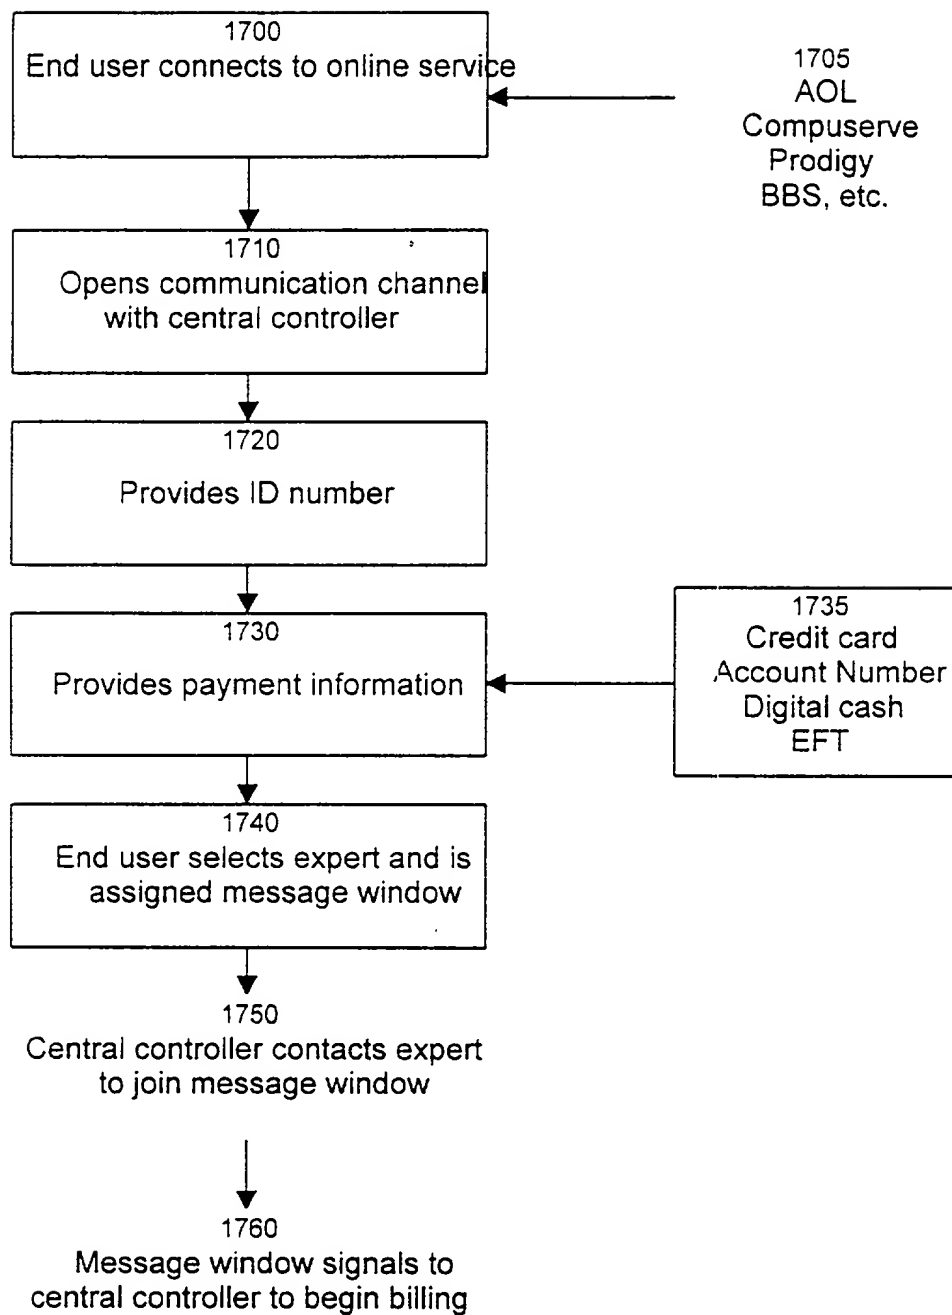 1700
End user connects to online service
1705
AOL
Compuserve
Prodigy
BBS, etc.
1710
Opens communication channel
with central controller
1720
Provides ID number
1730
Provides payment information
1735
Credit card
Account Number
Digital cash
EFT
1740
End user selects expert and is
assigned message window
1750
Central controller contacts expert
to join message window
1760
Message window signals to
central controller to begin billing